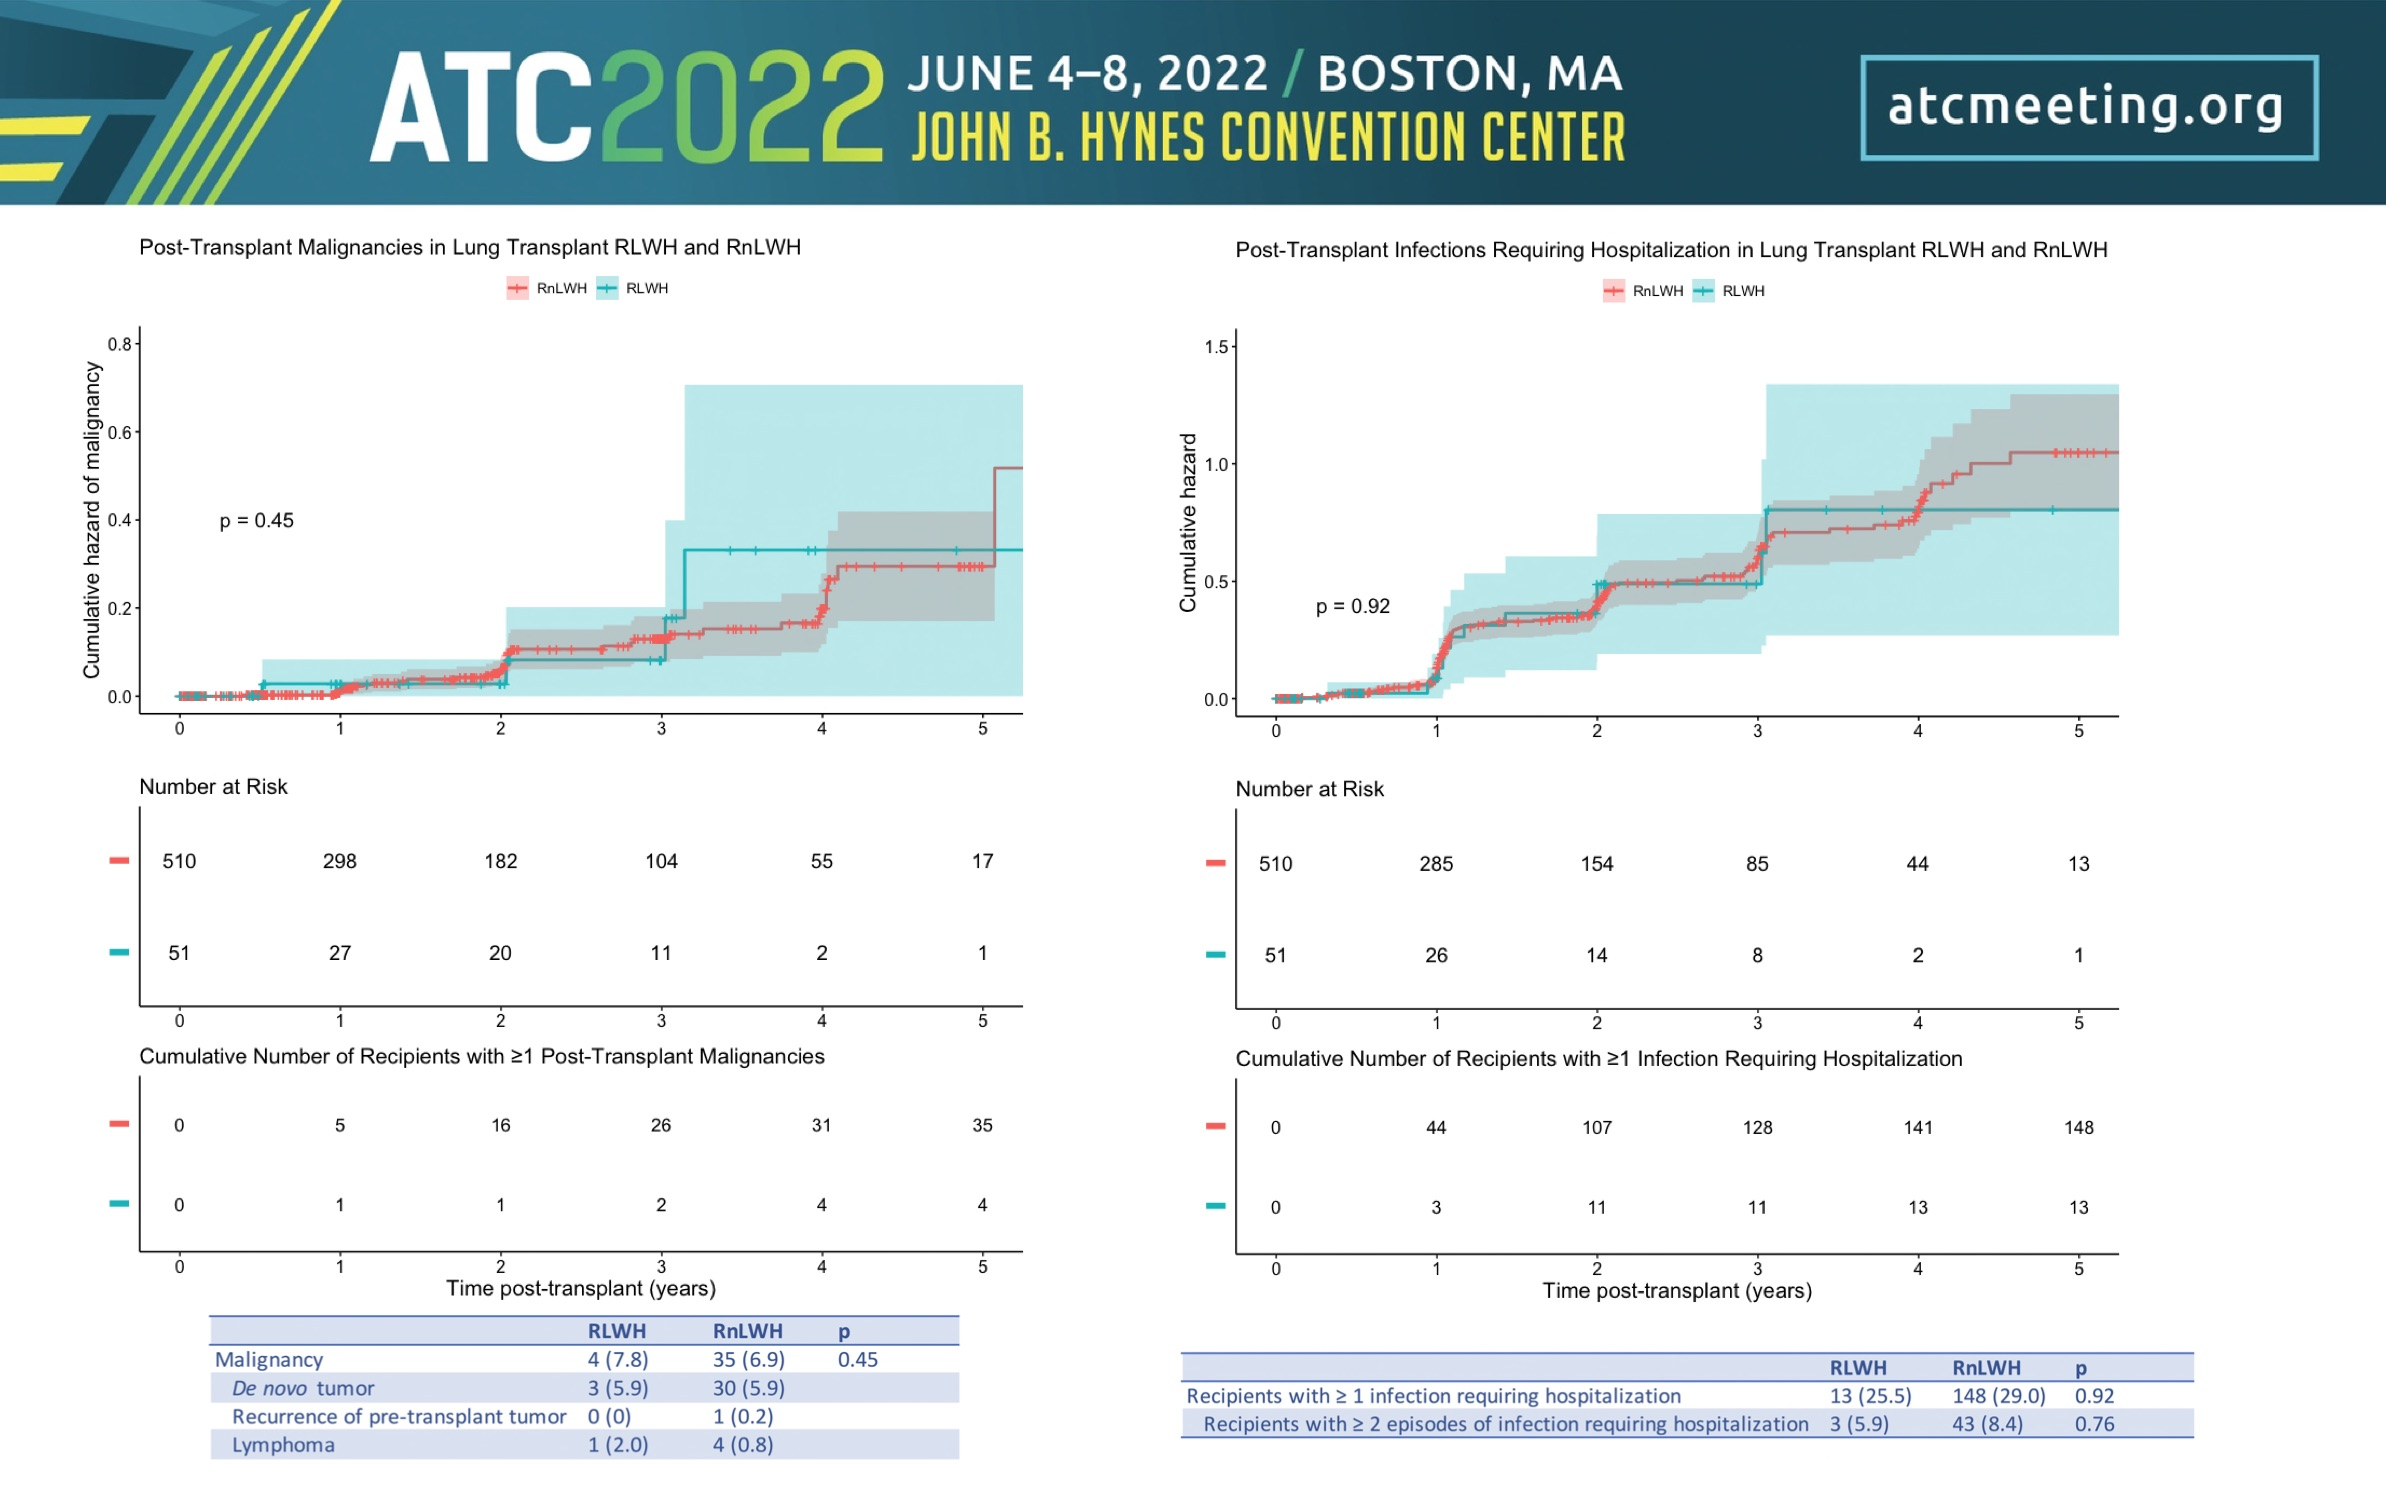 ATC2022
JUNE 4–8, 2022 / BOSTON, MA
JOHN B. HYNES CONVENTION CENTER
atcmeeting.org
Post-Transplant Malignancies in Lung Transplant RLWH and RnLWH
RnLWH RLWH
Cumulative hazard of malignancy
0.8
0.6
0.4
0.2
0.0
p = 0.45
0 1 2 3 4 5
Number at Risk
510 298 182 104 55 17
51 27 20 11 2 1
0 1 2 3 4 5
Cumulative Number of Recipients with ≥1 Post-Transplant Malignancies
0 5 16 26 31 35
0 1 1 2 4 4
0 1 2 3 4 5
Time post-transplant (years)
RLWH RnLWH p
Malignancy 4 (7.8) 35 (6.9) 0.45
De novo tumor 3 (5.9) 30 (5.9)
Recurrence of pre-transplant tumor 0 (0) 1 (0.2)
Lymphoma 1 (2.0) 4 (0.8)
Post-Transplant Infections Requiring Hospitalization in Lung Transplant RLWH and RnLWH
RnLWH RLWH
Cumulative hazard
1.5
1.0
0.5
0.0
p = 0.92
0 1 2 3 4 5
Number at Risk
510 285 154 85 44 13
51 26 14 8 2 1
0 1 2 3 4 5
Cumulative Number of Recipients with ≥1 Infection Requiring Hospitalization
0 44 107 128 141 148
0 3 11 11 13 13
0 1 2 3 4 5
Time post-transplant (years)
RLWH RnLWH p
Recipients with ≥ 1 infection requiring hospitalization 13 (25.5) 148 (29.0) 0.92
Recipients with ≥ 2 episodes of infection requiring hospitalization 3 (5.9) 43 (8.4) 0.76